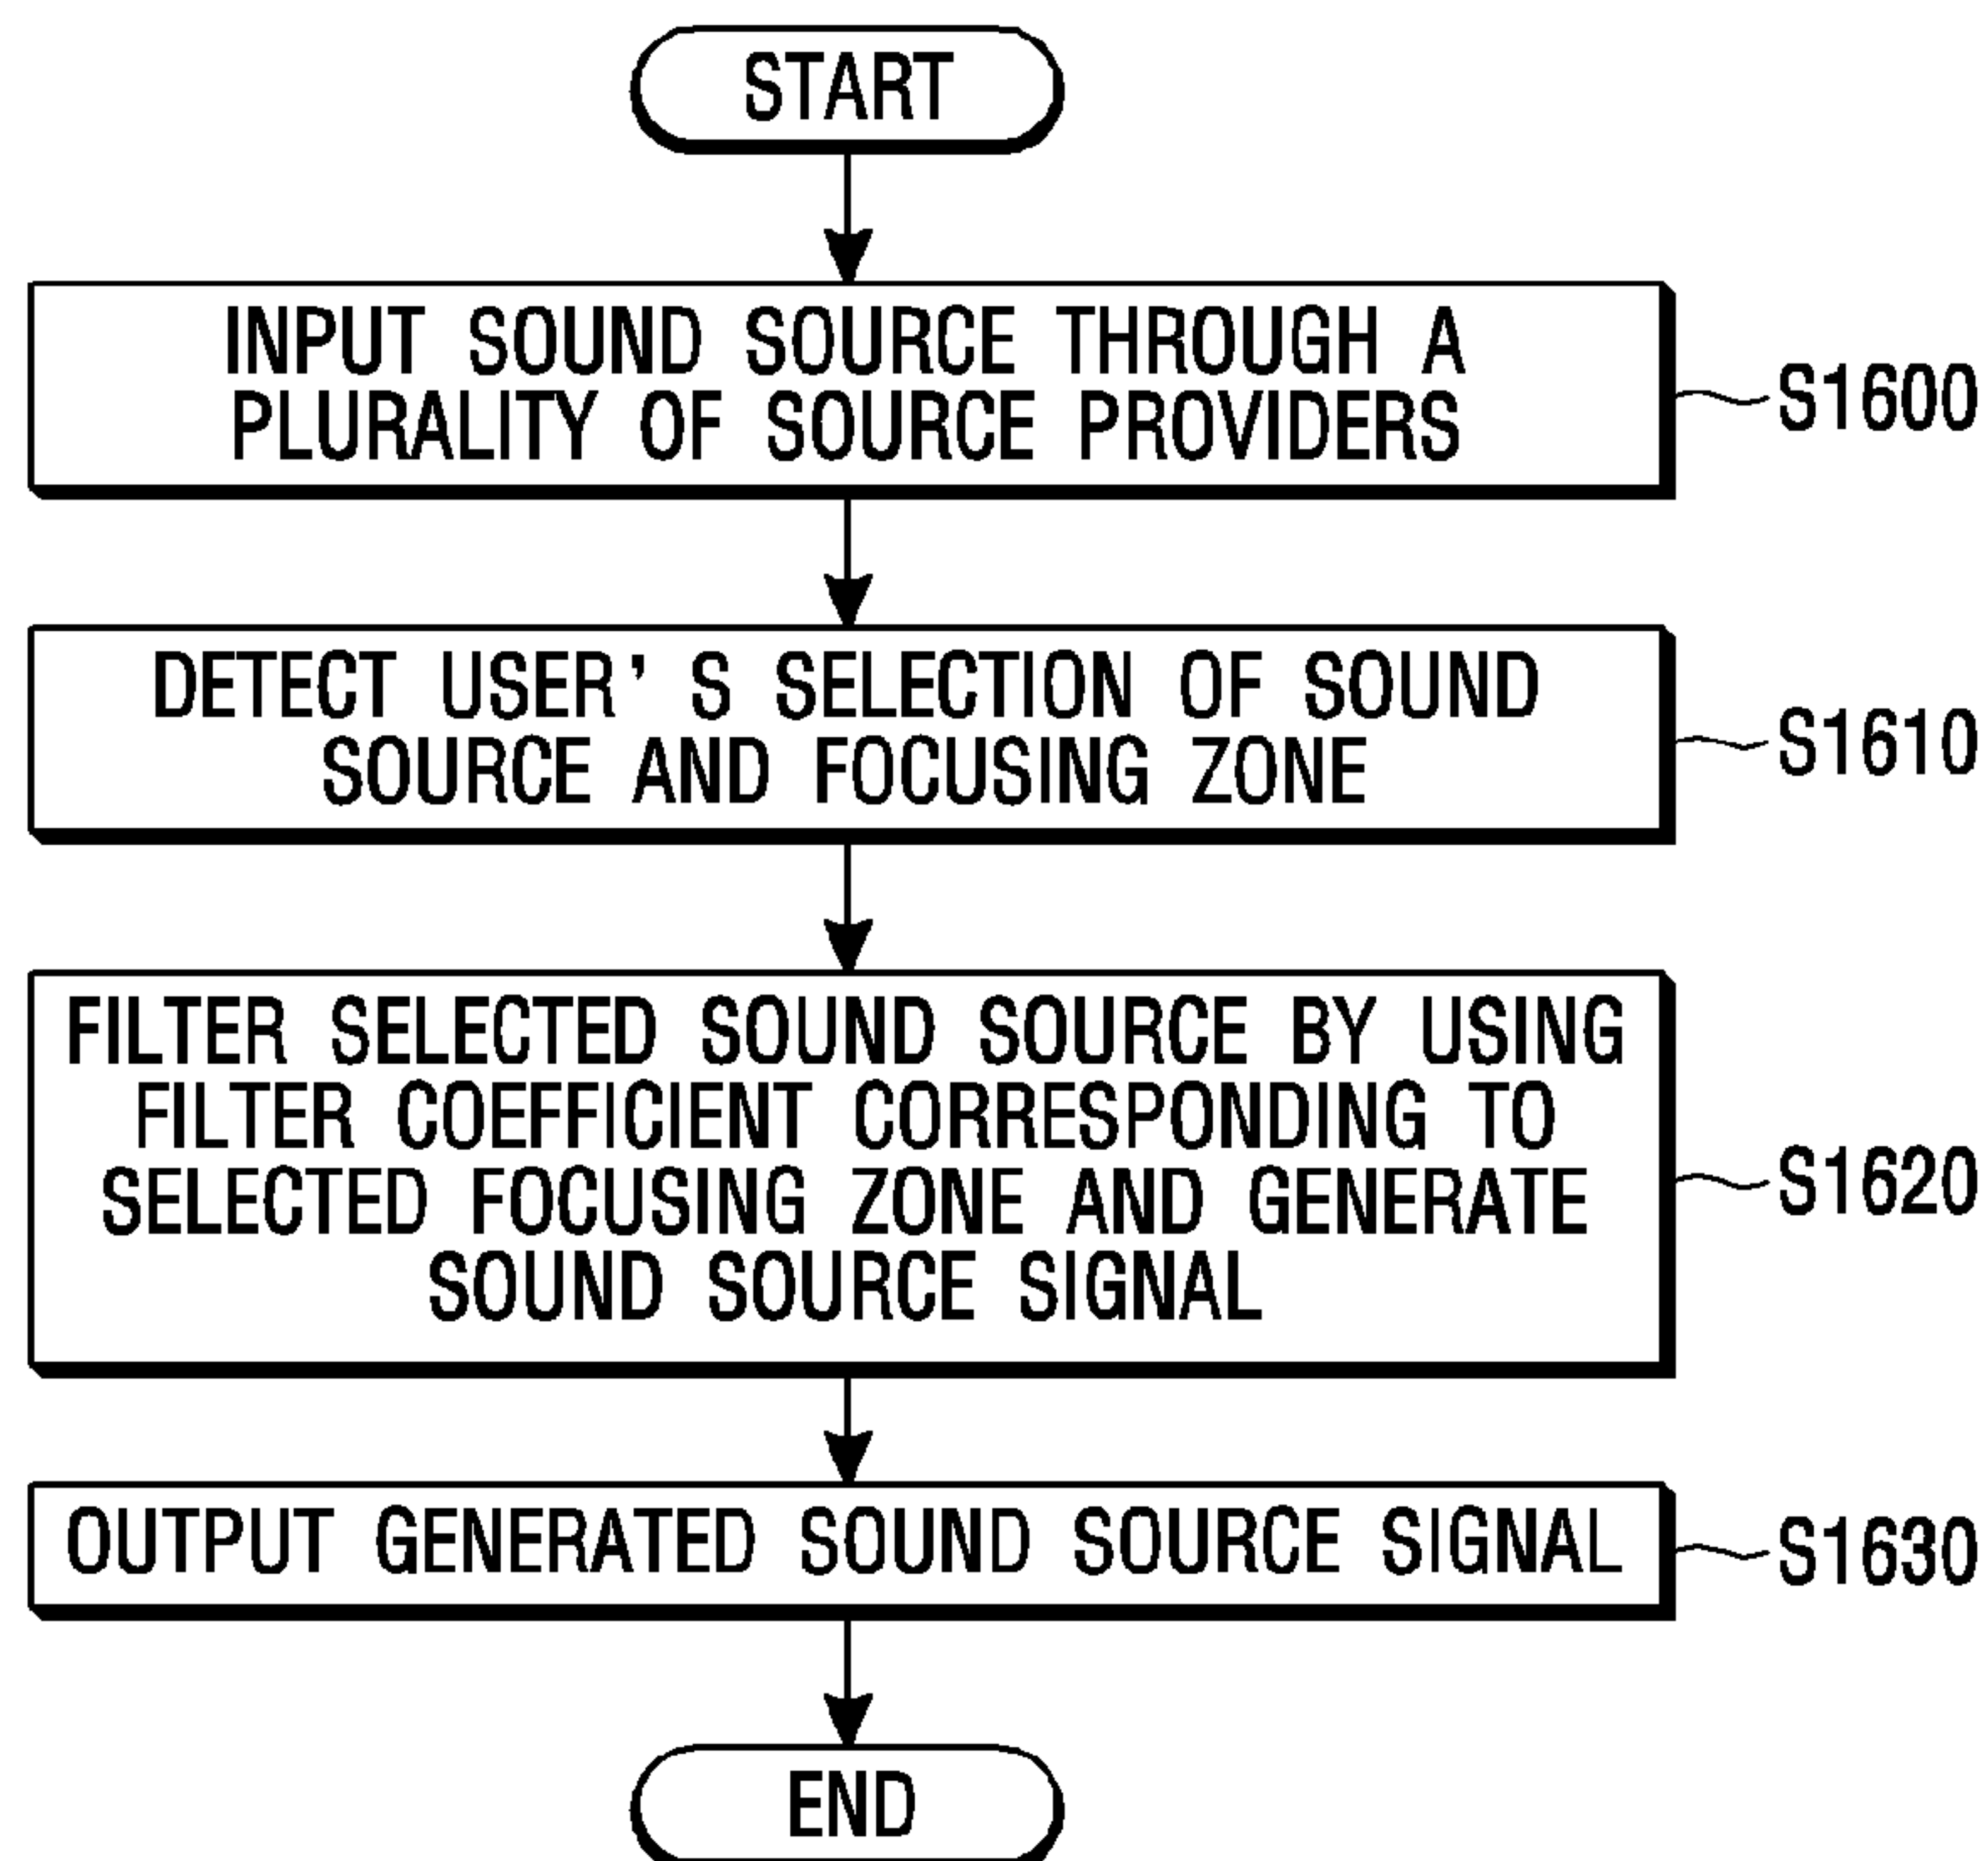 START
INPUT SOUND SOURCE THROUGH A
PLURALITY OF SOURCE PROVIDERS
S1600
DETECT USER'S SELECTION OF SOUND
SOURCE AND FOCUSING ZONE
S1610
FILTER SELECTED SOUND SOURCE BY USING
FILTER COEFFICIENT CORRESPONDING TO
SELECTED FOCUSING ZONE AND GENERATE
SOUND SOURCE SIGNAL
S1620
OUTPUT GENERATED SOUND SOURCE SIGNAL
S1630
END